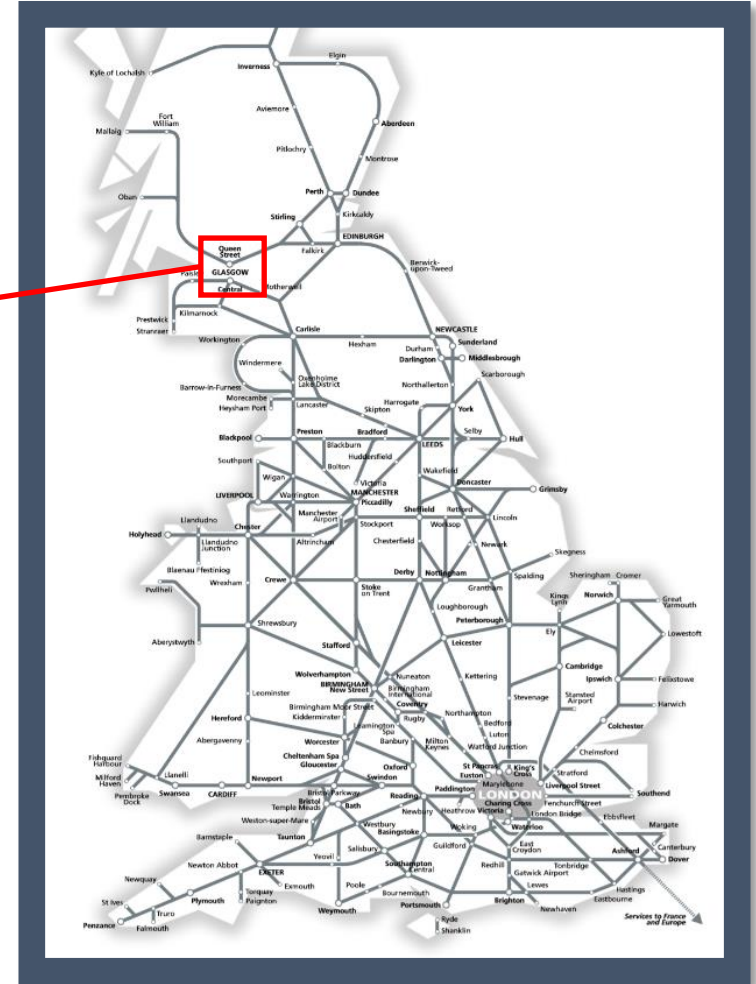 Elgin
Inverness
Kyle of Lochalsh
Aviemore
Fort
William
Aberdeen
Mallaig
Pitlochry
Montrose
Perth
Dundee
Oban
Stirling
Kirkcaldy
EDINBURGH
Queen
Street
Falkirk
Berwick-
upon-Tweed
GLASGOW
Central
Motherwell
Kilmarnock
Prestwick
Stranraer
Carlisle
NEWCASTLE
Workington
Hexham
Sunderland
Durham
Darlington
Middlesbrough
Windermere
Scarborough
Oxenholme
Lake District
Northallerton
Barrow-in-Furness
Morecambe
Lancaster
Harrogate
Heysham Port
Skipton
York
Blackpool
Preston
Bradford
Selby
Blackburn
LEEDS
Hull
Huddersfield
Southport
Bolton
Wakefield
Wigan
Victoria
Doncaster
MANCHESTER
Piccadilly
LIVERPOOL
Warrington
Grimsby
Manchester
Airport
Sheffield
Retford
Llandudno
Stockport
Worksop
Lincoln
Holyhead
Chester
Llandudno
Junction
Altrincham
Chesterfield
Newark
Skegness
Blaenau Ffestiniog
Wrexham
Crewe
Stoke
on Trent
Derby
Nottingham
Grantham
Spalding
Sheringham
Cromer
Pwllheli
Kings
Lynn
Norwich
Great
Yarmouth
Loughborough
Peterborough
Shrewsbury
Ely
Lowestoft
Aberystwyth
Stafford
Leicester
Wolverhampton
Cambridge
BIRMINGHAM
New Street
Nuneaton
Kettering
Ipswich
Felixstowe
Birmingham
International
Leominster
Stevenage
Stansted
Airport
Birmingham Moor Street
Coventry
Harwich
Kidderminster
Rugby
Northampton
Hereford
Leamington
Spa
Bedford
Colchester
Abergavenny
Worcester
Banbury
Milton
Keynes
Luton
Watford Junction
Chelmsford
Cheltenham Spa
Fishguard
Harbour
Gloucester
Oxford
St Pancras
King's
Cross
Euston
Stratford
Llanelli
Milford
Haven
Newport
Swindon
Marylebone
Liverpool Street
Pembroke
Dock
Swansea
CARDIFF
Bristol Parkway
Reading
Paddington
LONDON
Southend
Bristol
Temple Meads
Bath
Newbury
Heathrow
Victoria
Charing Cross
Fenchurch Street
London Bridge
Ebbsfleet
Weston-super-Mare
Westbury
Waterloo
Margate
Barnstaple
Taunton
Basingstoke
Woking
East
Croydon
Canterbury
Newton Abbot
Yeovil
Salisbury
Guildford
Ashford
Dover
Southampton
Central
Redhill
Gatwick Airport
Tonbridge
Newquay
EXETER
Exmouth
Poole
Lewes
Hastings
St Ives
Torquay
Paignton
Bournemouth
Eastbourne
Plymouth
Weymouth
Portsmouth
Brighton
Newhaven
Truro
Penzance
Falmouth
Ryde
Shanklin
Services to France
and Europe